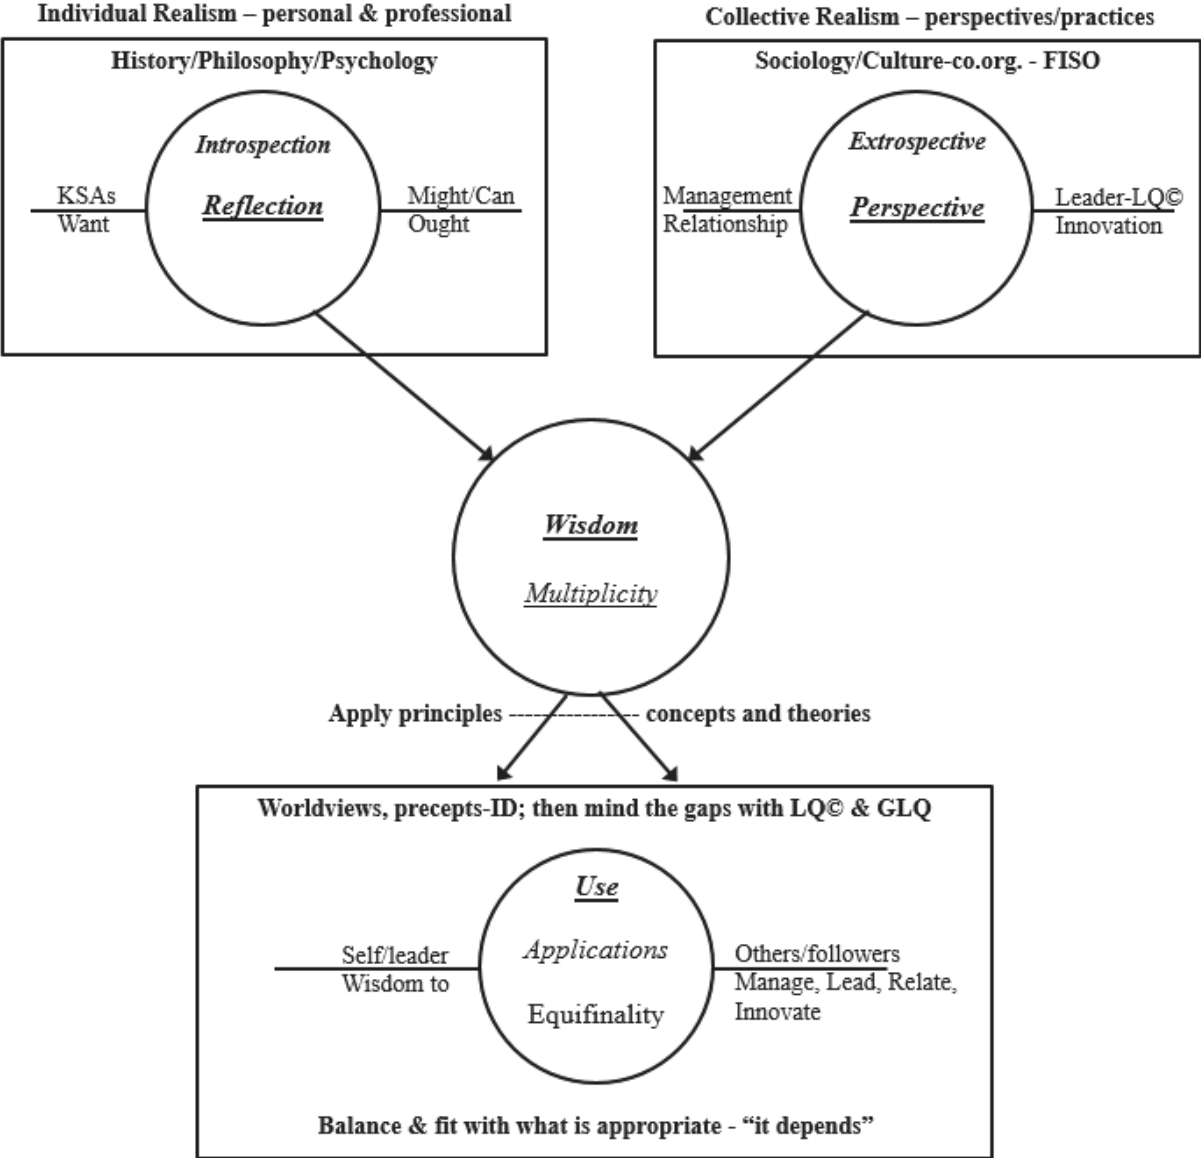 Individual Realism – personal & professional
History/Philosophy/Psychology
Introspection
Reflection
KSAs
Want
Might/Can
Ought
Collective Realism – perspectives/practices
Sociology/Culture-co.org. - FISO
Extrospective
Perspective
Management
Relationship
Leader-LQ©
Innovation
Wisdom
Multiplicity
Apply principles ---------------- concepts and theories
Worldviews, precepts-ID; then mind the gaps with LQ© & GLQ
Use
Applications
Equifinality
Self/leader
Wisdom to
Others/followers
Manage, Lead, Relate,
Innovate
Balance & fit with what is appropriate - “it depends”